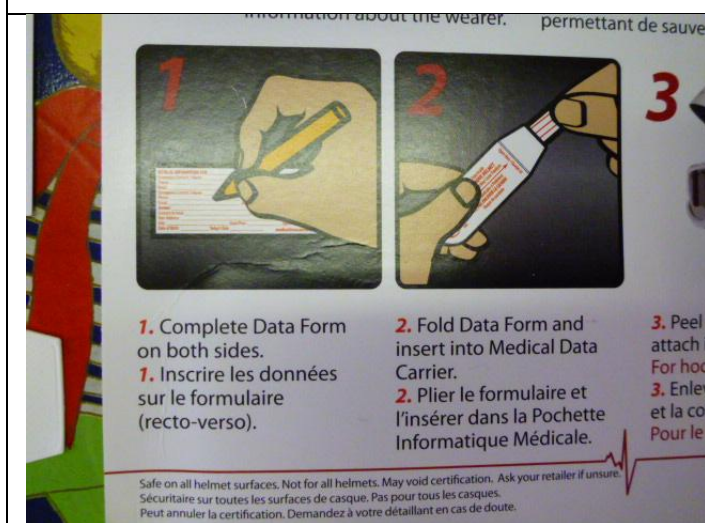 information about the wearer.
permettant de sauve
1
2
3
1. Complete Data Form
on both sides.
1. Inscrire les données
sur le formulaire
(recto-verso).
2. Fold Data Form and
insert into Medical Data
Carrier.
2. Plier le formulaire et
l'insérer dans la Pochette
Informatique Médicale.
3. Peel
attach
For
3. Enle
et la co
Pour le
Safe on all helmet surfaces. Not for all helmets. May void certification. Ask your retailer if unsure.
Sécuritaire sur toutes les surfaces de casque. Pas pour tous les casques.
Peut annuler la certification. Demandez à votre détaillant en cas de doute.